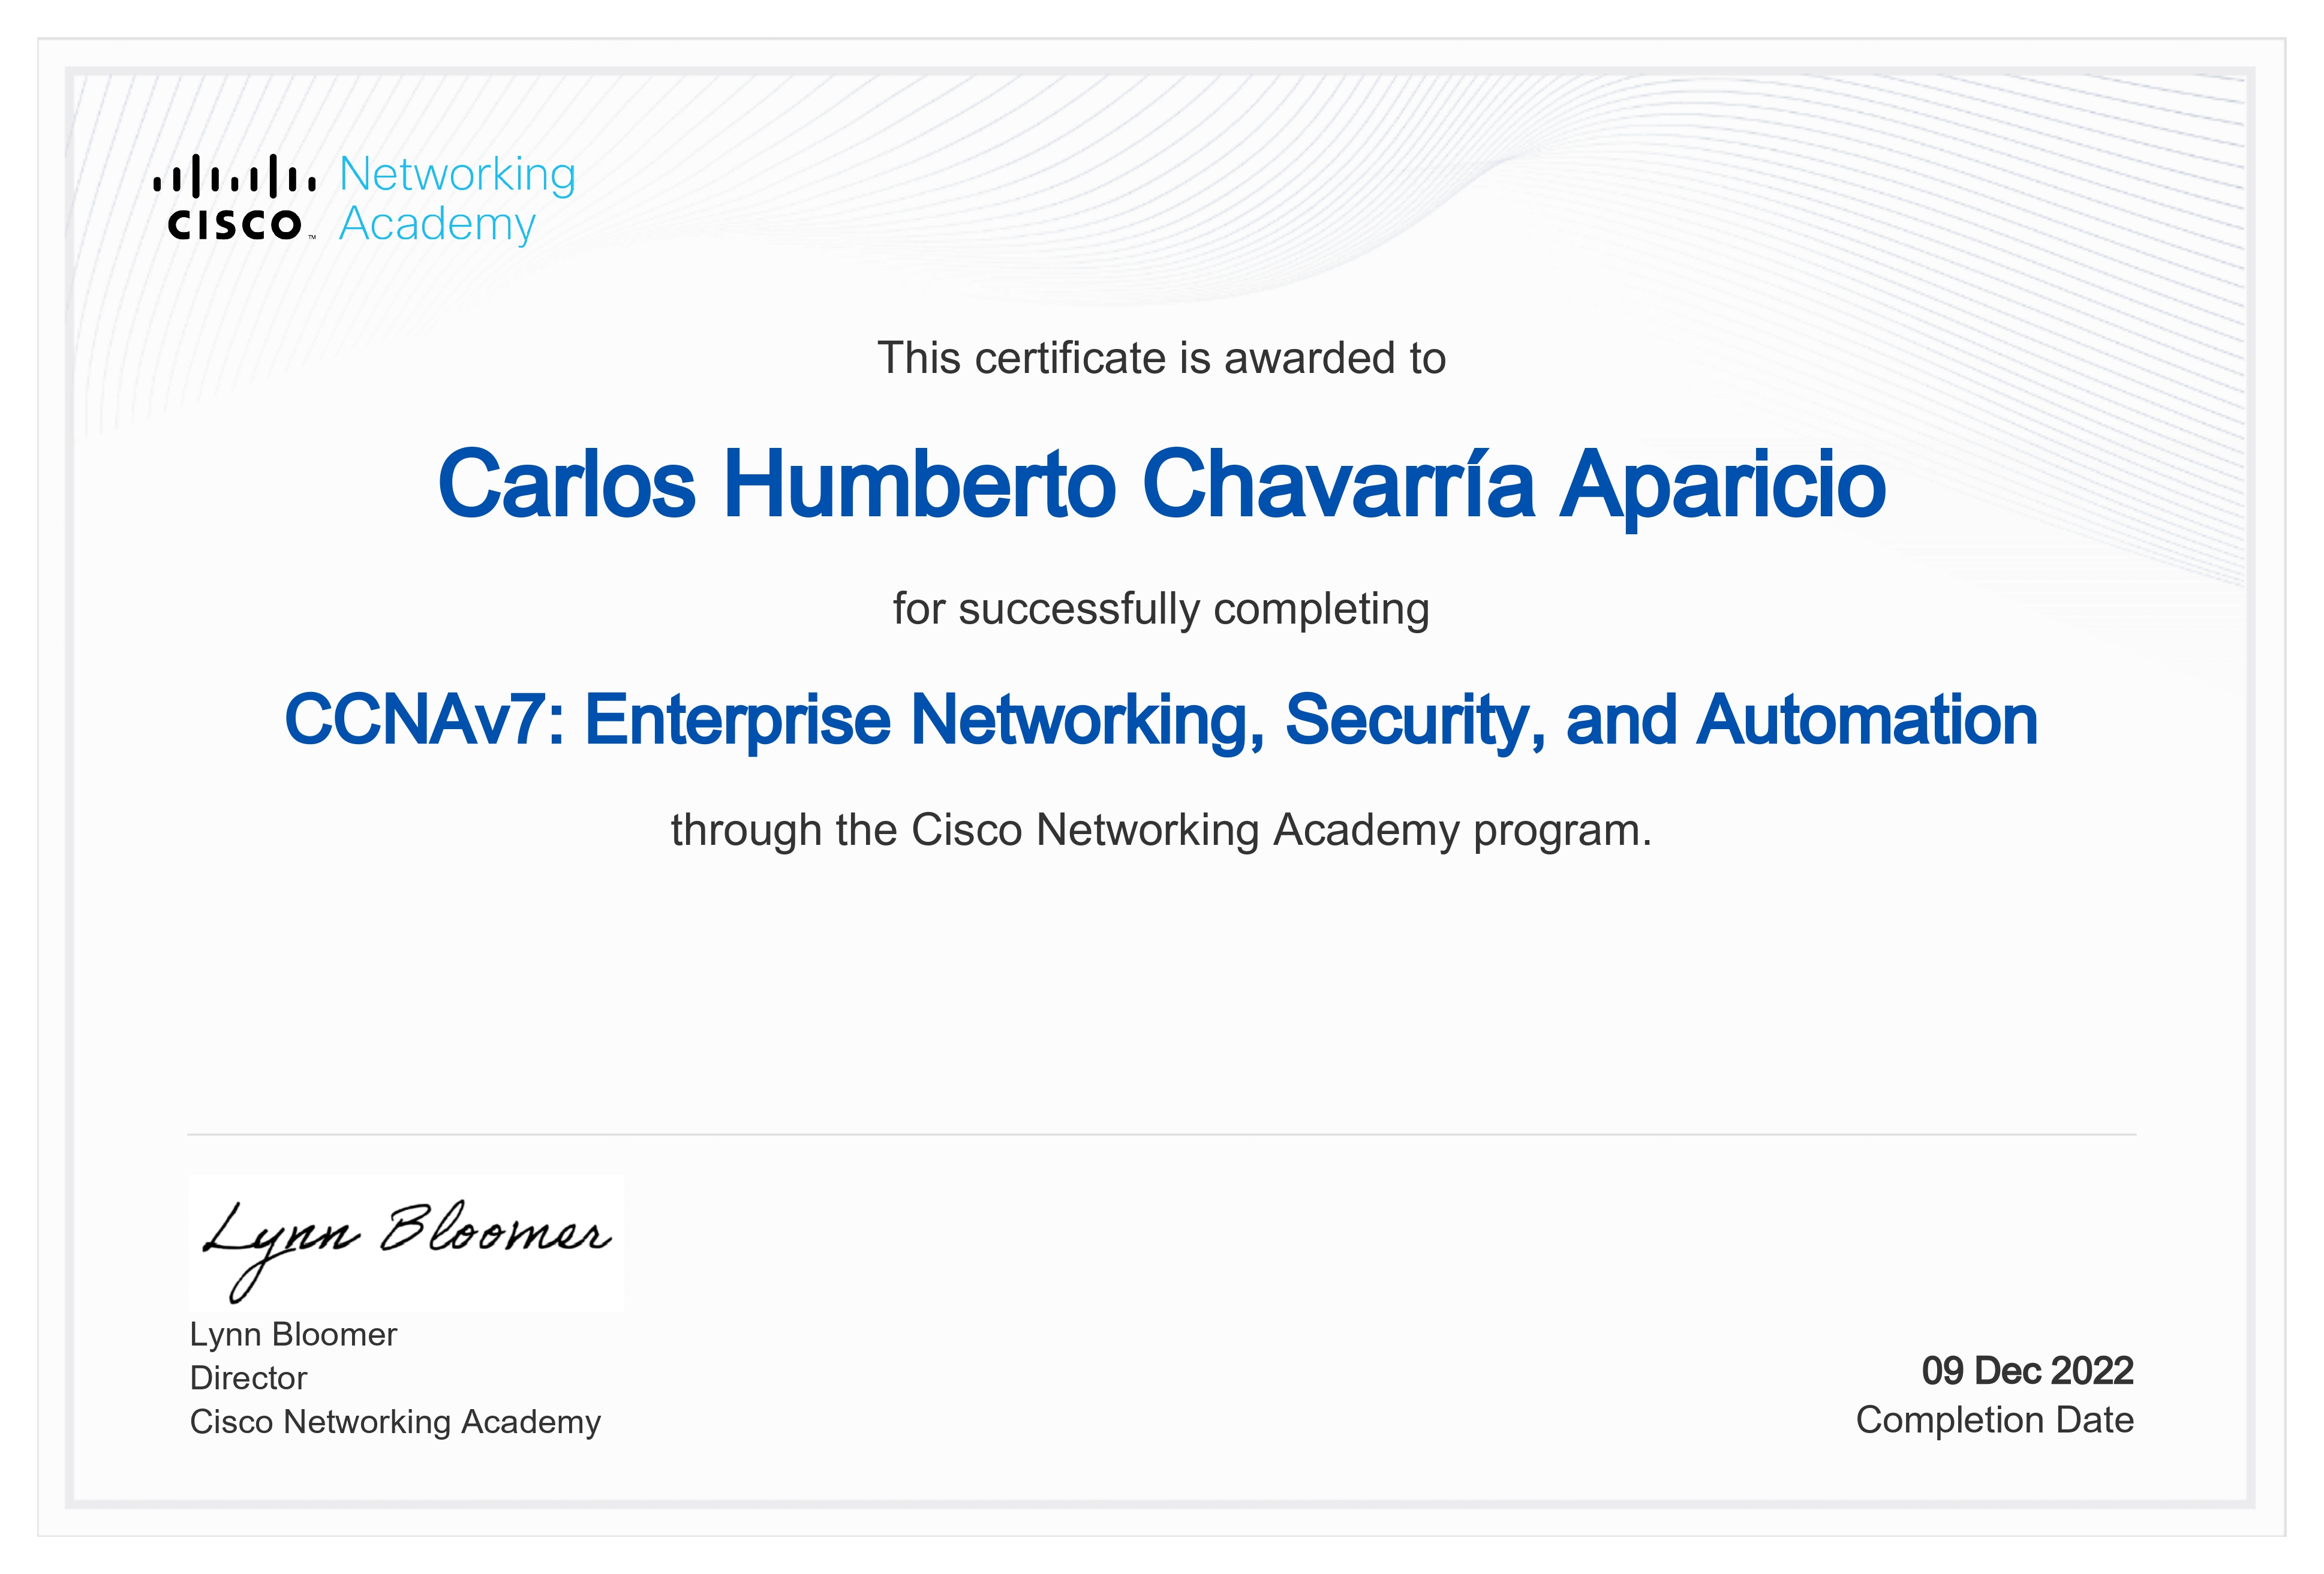 Networking
Academy
CISCO™
This certificate is awarded to
Carlos Humberto Chavarría Aparicio
for successfully completing
CCNAv7: Enterprise Networking, Security, and Automation
through the Cisco Networking Academy program.
Lynn Bloomer
Lynn Bloomer
Director
Cisco Networking Academy
09 Dec 2022
Completion Date